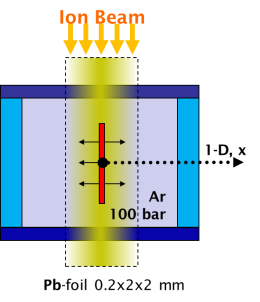 Ion Beam
1-D, x
Ar
100 bar
Pb-foil 0.2x2x2 mm